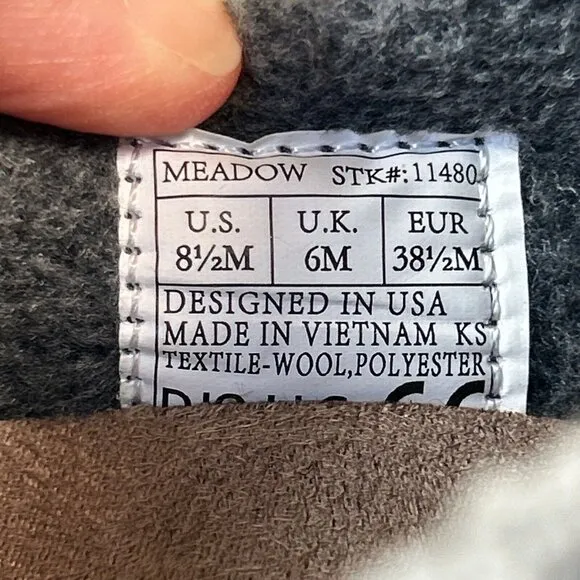 MEADOW STK#:11480
U.S. U.K. EUR
8½M 6M 38½M
DESIGNED IN USA
MADE IN VIETNAM KS
TEXTILE-WOOL,POLYESTER